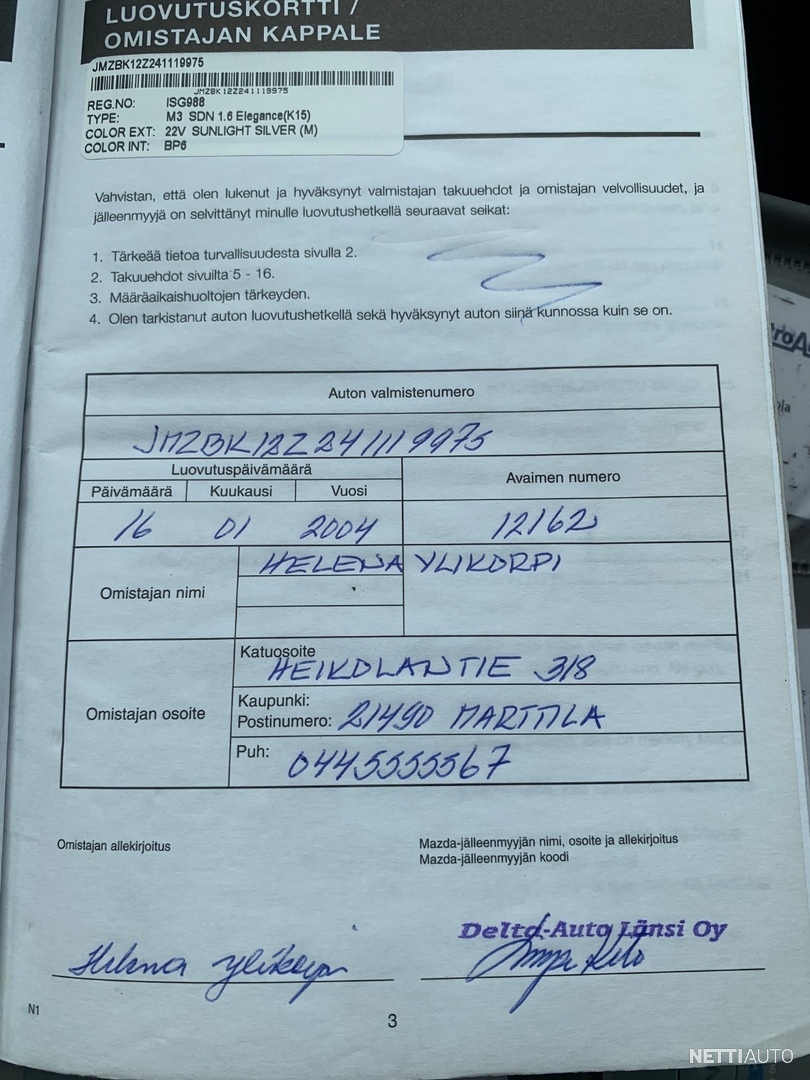 LUOVUTUSKORTTI /
OMISTAJAN KAPPALE
JMZBK12Z241119975
JMZBK12Z241119975
REG.NO: ISG988
TYPE: M3 SDN 1.6 Elegance(K15)
COLOR EXT: 22V SUNLIGHT SILVER (M)
COLOR INT: BP6
Vahvistan, että olen lukenut ja hyväksynyt valmistajan takuuehdot ja omistajan velvollisuudet, ja
jälleenmyyjä on selvittänyt minulle luovutushetkellä seuraavat seikat:
1. Tärkeää tietoa turvallisuudesta sivulla 2.
2. Takuuehdot sivuilta 5 - 16.
3. Määräaikaishuoltojen tärkeyden.
4. Olen tarkistanut auton luovutushetkellä sekä hyväksynyt auton siinä kunnossa kuin se on.
Auton valmistenumero
JMZBK12Z241119975
Luovutuspäivämäärä
Avaimen numero
Päivämäärä Kuukausi Vuosi
16 01 2004 12162
Omistajan nimi
HELENA YLIKORPI
Omistajan osoite
Katuosoite
HEIKOLANTIE 318
Kaupunki:
Postinumero: 21490 MARTTILA
Puh: 0445555567
Omistajan allekirjoitus
Mazda-jälleenmyyjän nimi, osoite ja allekirjoitus
Mazda-jälleenmyyjän koodi
Delta-Auto Länsi Oy
Helena Ylikorpi
N1
3
NETTIAUTO